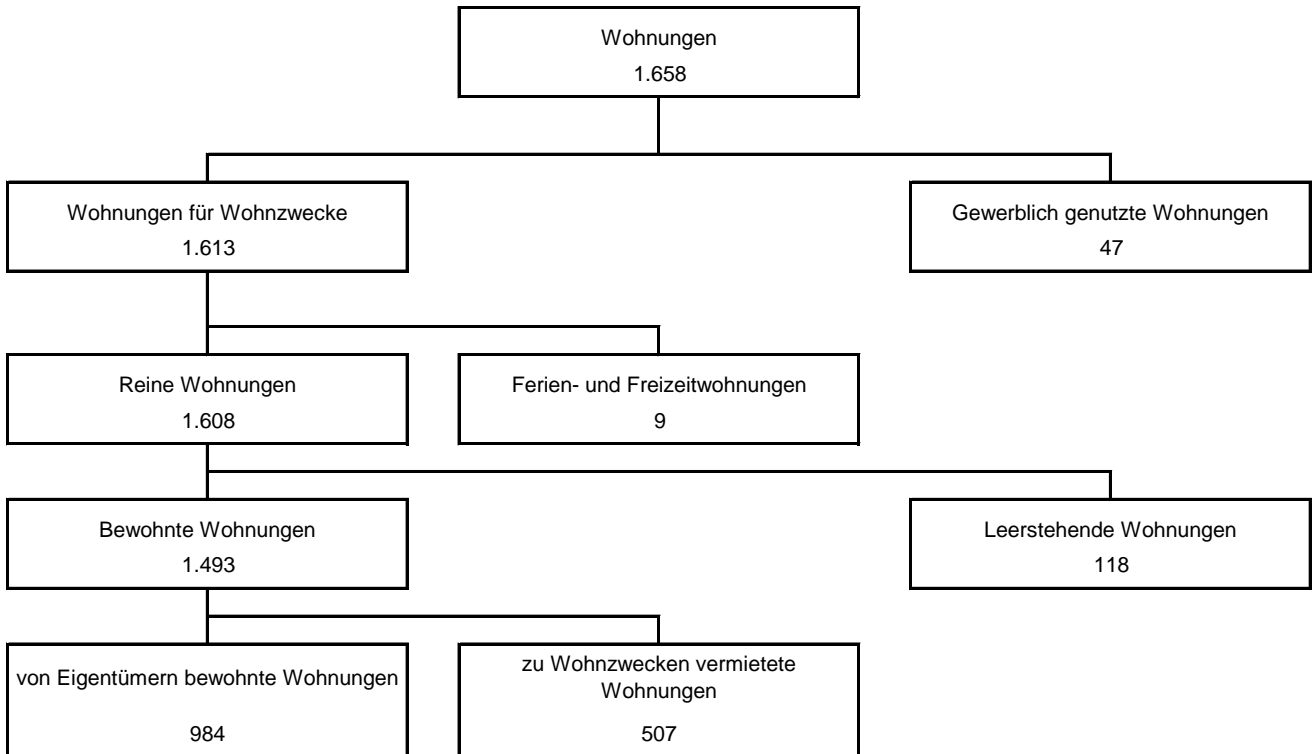 Wohnungen
1.658
Wohnungen für Wohnzwecke
1.613
Gewerblich genutzte Wohnungen
47
Reine Wohnungen
1.608
Ferien- und Freizeitwohnungen
9
Bewohnte Wohnungen
1.493
Leerstehende Wohnungen
118
von Eigentümern bewohnte Wohnungen
984
zu Wohnzwecken vermietete
Wohnungen
507